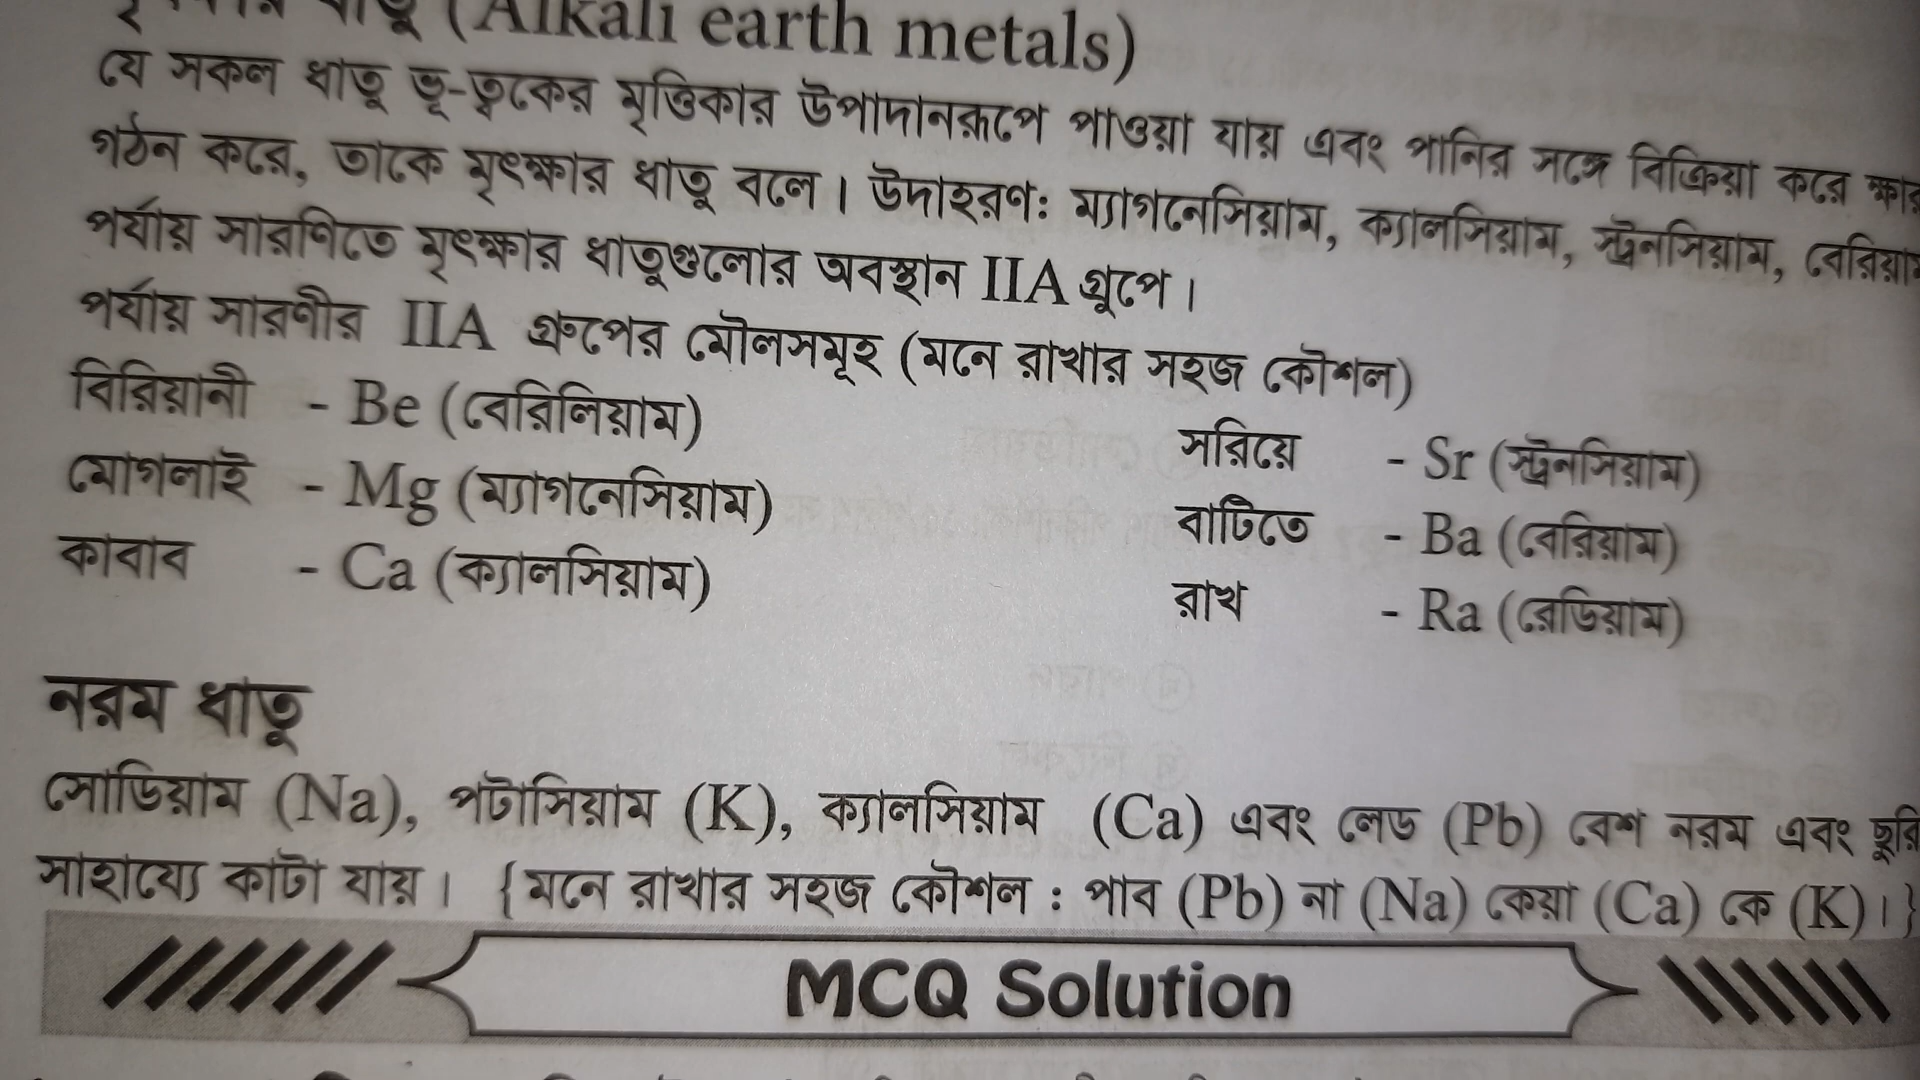 (Alkali earth metals)
যে সকল ধাতু ভূ-ত্বকের মৃত্তিকার উপাদানরূপে পাওয়া যায় এবং পানির সঙ্গে বিক্রিয়া করে
গঠন করে, তাকে মৃৎক্ষার ধাতু বলে। উদাহরণ: ম্যাগনেসিয়াম, ক্যালসিয়াম, স্ট্রনসিয়াম,
পর্যায় সারণিতে মৃৎক্ষার ধাতুগুলোর অবস্থান IIA গ্রুপে।
পর্যায় সারণীর IIA গ্রুপের মৌলসমূহ (মনে রাখার সহজ কৌশল)
বিরিয়ানী - Be (বেরিলিয়াম)
মোগলাই - Mg (ম্যাগনেসিয়াম)
কাবাব - Ca (ক্যালসিয়াম)
সরিয়ে - Sr (স্ট্রনসিয়াম)
বাটিতে - Ba (বেরিয়াম)
রাখ - Ra (রেডিয়াম)
নরম ধাতু
সোডিয়াম (Na), পটাসিয়াম (K), ক্যালসিয়াম (Ca) এবং লেড (Pb) বেশ নরম এবং ছুরি
সাহায্যে কাটা যায়। {মনে রাখার সহজ কৌশল : পাব (Pb) না (Na) কেয়া (Ca) কে (K)।}
MCQ Solution